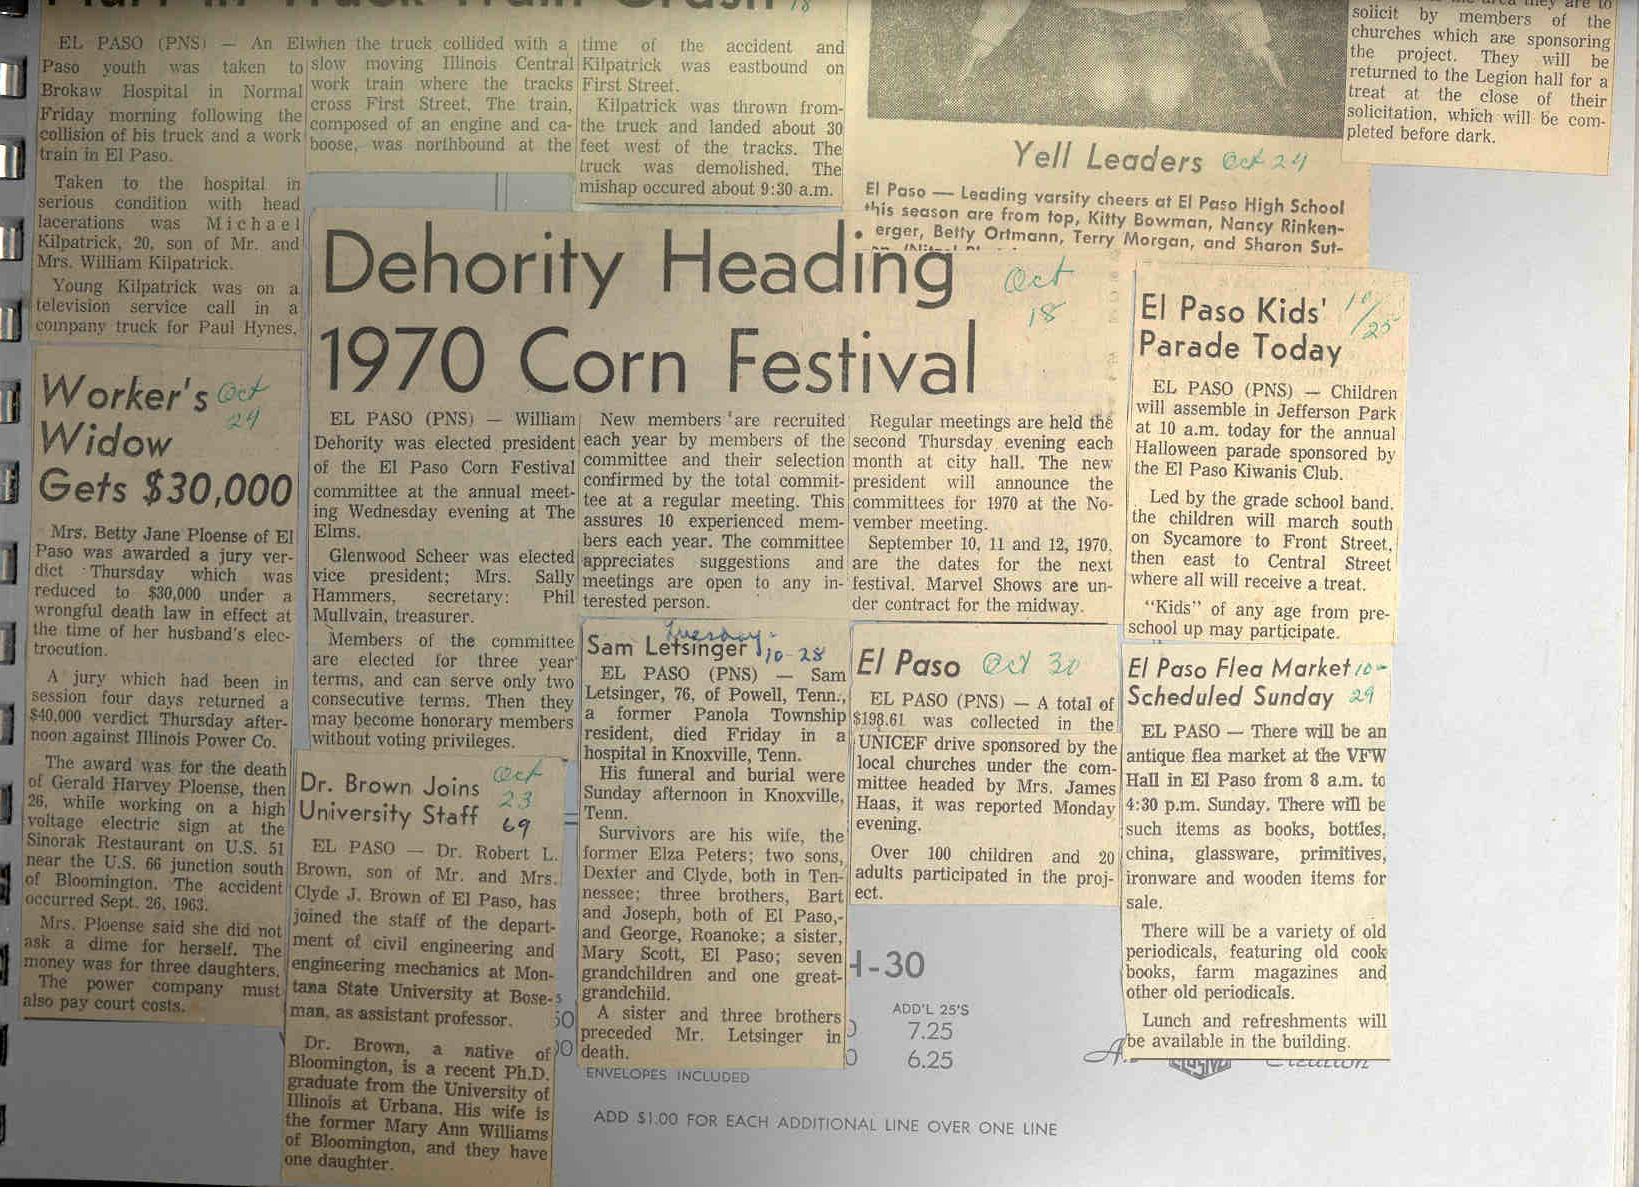 EL PASO (PNS) — An El
Paso youth was taken to
Brokaw Hospital in Normal
Friday morning following the
collision of his truck and a work
train in El Paso.
Taken to the hospital in
serious condition with head
lacerations was Michael
Kilpatrick, 20, son of Mr. and
Mrs. William Kilpatrick.
Young Kilpatrick was on a
television service call in a
company truck for Paul Hynes,
when the truck collided with a
slow moving Illinois Central
work train where the tracks
cross First Street. The train,
composed of an engine and ca-
boose, was northbound at the
time of the accident and
Kilpatrick was eastbound on
First Street.
Kilpatrick was thrown from
the truck and landed about 30
feet west of the tracks. The
truck was demolished. The
mishap occured about 9:30 a.m.
Yell Leaders Oct 24
El Paso — Leading varsity cheers at El Paso High School
this season are from top, Kitty Bowman, Nancy Rinken-
erger, Betty Ortmann, Terry Morgan, and Sharon Sut-
solicit by members of the
churches which are sponsoring
the project. They will be
returned to the Legion hall for a
treat at the close of their
solicitation, which will be com-
pleted before dark.
Worker's
Widow
Gets $30,000
Oct
24
Mrs. Betty Jane Ploense of El
Paso was awarded a jury ver-
dict Thursday which was
reduced to $30,000 under a
wrongful death law in effect at
the time of her husband's elec-
trocution.
A jury which had been in
session four days returned a
$40,000 verdict Thursday after-
noon against Illinois Power Co.
The award was for the death
of Gerald Harvey Ploense, then
26, while working on a high
voltage electric sign at the
Sinorak Restaurant on U.S. 51
near the U.S. 66 junction south
of Bloomington. The accident
occurred Sept. 26, 1963.
Mrs. Ploense said she did not
ask a dime for herself. The
money was for three daughters.
The power company must
also pay court costs.
Dehority Heading
1970 Corn Festival
Oct
18
EL PASO (PNS) — William
Dehority was elected president
of the El Paso Corn Festival
committee at the annual meet-
ing Wednesday evening at The
Elms.
Glenwood Scheer was elected
vice president; Mrs. Sally
Hammers, secretary; Phil
Mullvain, treasurer.
Members of the committee
are elected for three year
terms, and can serve only two
consecutive terms. Then they
may become honorary members
without voting privileges.
New members are recruited
each year by members of the
committee and their selection
confirmed by the total commit-
tee at a regular meeting. This
assures 10 experienced mem-
bers each year. The committee
appreciates suggestions and
meetings are open to any in-
terested person.
Regular meetings are held the
second Thursday evening each
month at city hall. The new
president will announce the
committees for 1970 at the No-
vember meeting.
September 10, 11 and 12, 1970,
are the dates for the next
festival. Marvel Shows are un-
der contract for the midway.
El Paso Kids'
Parade Today
10/25
EL PASO (PNS) — Children
will assemble in Jefferson Park
at 10 a.m. today for the annual
Halloween parade sponsored by
the El Paso Kiwanis Club.
Led by the grade school band,
the children will march south
on Sycamore to Front Street,
then east to Central Street
where all will receive a treat.
"Kids" of any age from pre-
school up may participate.
Dr. Brown Joins
University Staff
Oct
23
69
EL PASO — Dr. Robert L.
Brown, son of Mr. and Mrs.
Clyde J. Brown of El Paso, has
joined the staff of the depart-
ment of civil engineering and
engineering mechanics at Mon-
tana State University at Bose-
man, as assistant professor.
Dr. Brown, a native of
Bloomington, is a recent Ph.D.
graduate from the University of
Illinois at Urbana. His wife is
the former Mary Ann Williams
of Bloomington, and they have
one daughter.
Sam Letsinger
Tuesday
10-28
EL PASO (PNS) — Sam
Letsinger, 76, of Powell, Tenn.,
a former Panola Township
resident, died Friday in a
hospital in Knoxville, Tenn.
His funeral and burial were
Sunday afternoon in Knoxville,
Tenn.
Survivors are his wife, the
former Elza Peters; two sons,
Dexter and Clyde, both in Ten-
nessee; three brothers, Bart
and Joseph, both of El Paso,
and George, Roanoke; a sister,
Mary Scott, El Paso; seven
grandchildren and one great-
grandchild.
A sister and three brothers
preceded Mr. Letsinger in
death.
El Paso Oct 30
EL PASO (PNS) — A total of
$198.61 was collected in the
UNICEF drive sponsored by the
local churches under the com-
mittee headed by Mrs. James
Haas, it was reported Monday
evening.
Over 100 children and 20
adults participated in the proj-
ect.
El Paso Flea Market
Scheduled Sunday
10-
29
EL PASO — There will be an
antique flea market at the VFW
Hall in El Paso from 8 a.m. to
4:30 p.m. Sunday. There will be
such items as books, bottles,
china, glassware, primitives,
ironware and wooden items for
sale.
There will be a variety of old
periodicals, featuring old cook
books, farm magazines and
other old periodicals.
Lunch and refreshments will
be available in the building.
-30
ADD'L 25'S
7.25
6.25
ENVELOPES INCLUDED
ADD $1.00 FOR EACH ADDITIONAL LINE OVER ONE LINE